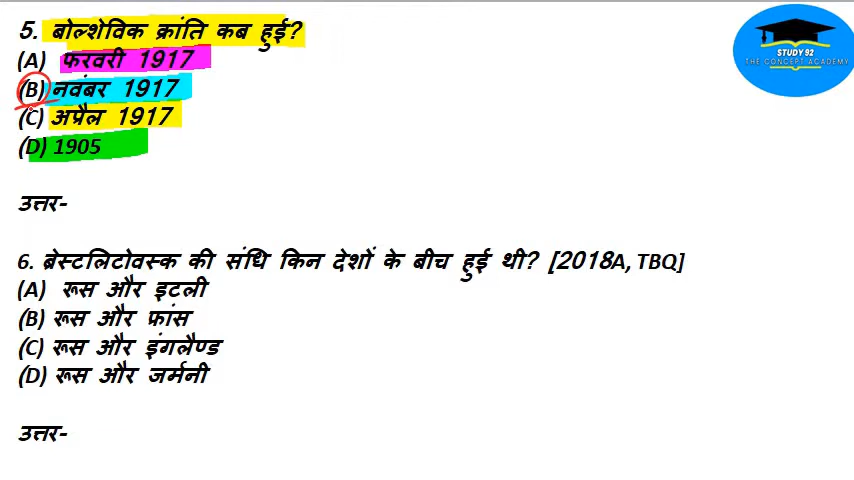 5. बोल्शेविक क्रांति कब हुई?
(A) फरवरी 1917
(B) नवंबर 1917
(C) अप्रैल 1917
(D) 1905
उत्तर-
6. ब्रेस्टलिटोवस्क की संधि किन देशों के बीच हुई थी? [2018A, TBQ]
(A) रूस और इटली
(B) रूस और फ्रांस
(C) रूस और इंगलैण्ड
(D) रूस और जर्मनी
उत्तर-
STUDY 92
THE CONCEPT ACADEMY